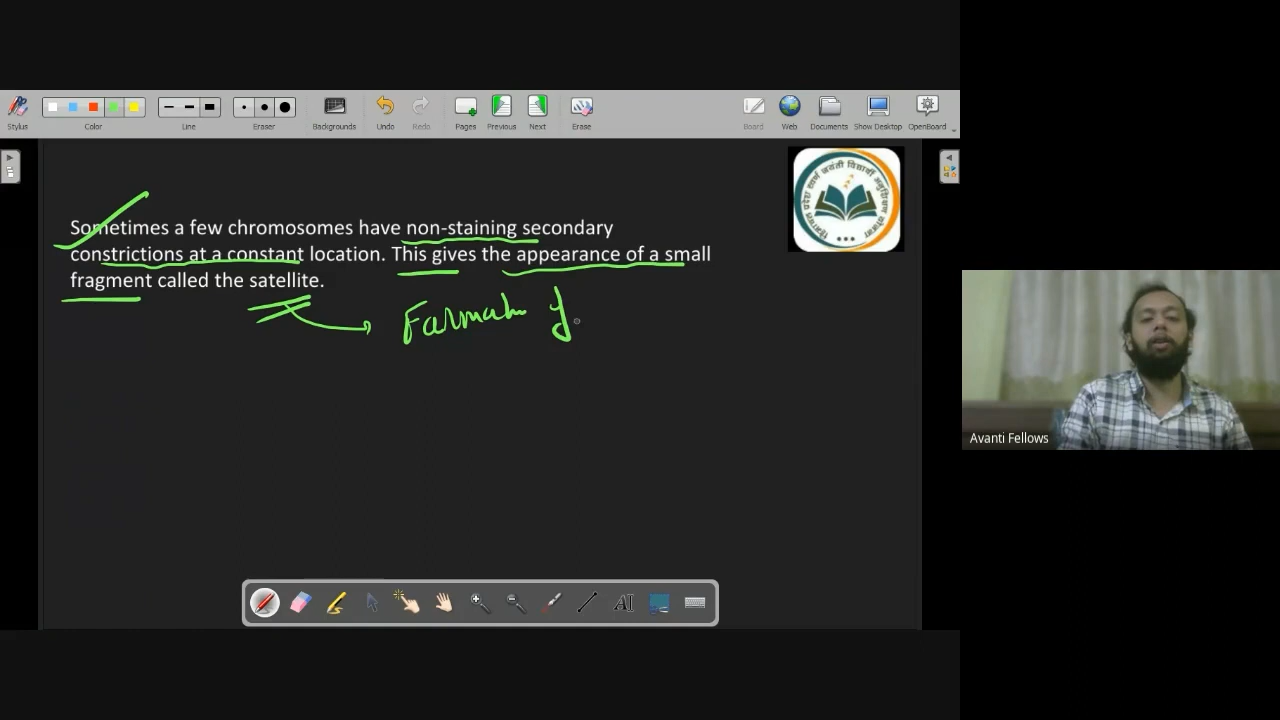 Stylus
Color
Line
Eraser
Backgrounds
Undo
Redo
Pages
Previous
Next
Erase
Board
Web
Documents
Show Desktop
OpenBoard
Sometimes a few chromosomes have non-staining secondary
constrictions at a constant location. This gives the appearance of a small
fragment called the satellite.
AI
Avanti Fellows